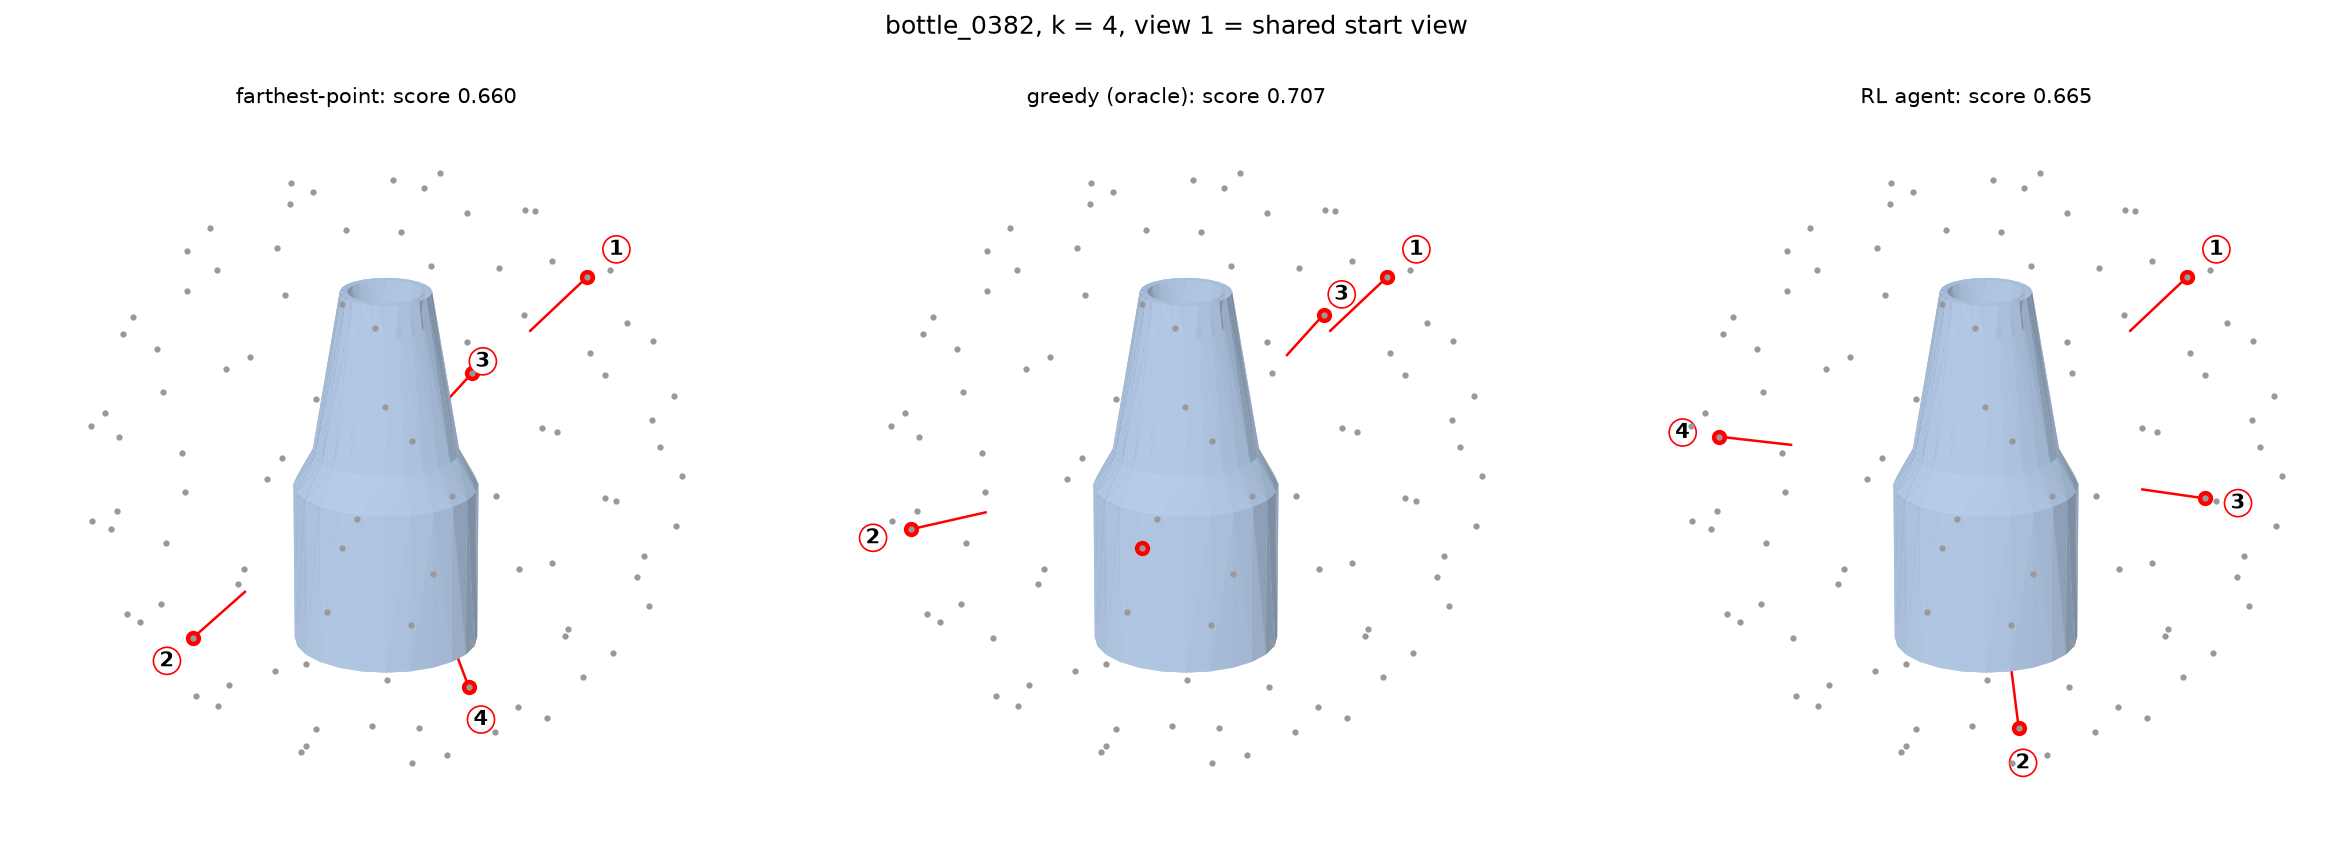 bottle_0382, k = 4, view 1 = shared start view
farthest-point: score 0.660
greedy (oracle): score 0.707
RL agent: score 0.665
1
3
2
4
1
3
2
1
4
3
2